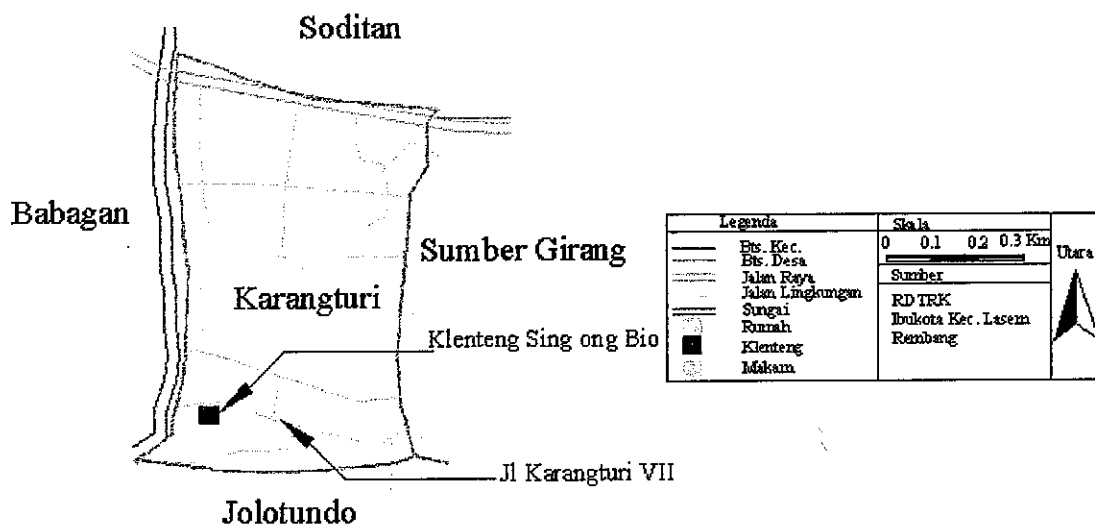 Soditan
Babagan
Sumber Girang
Karangturi
Klenteng Sing ong Bio
Jl Karangturi VII
Jolotundo
Legenda
Bts. Kec.
Bts. Desa
Jalan Raya
Jalan Lingkungan
Sungai
Rumah
Klenteng
Makam
Skala
0 0.1 0.2 0.3 Km
Sumber
RDTRK
Ibukota Kec. Lasem
Rembang
Utara